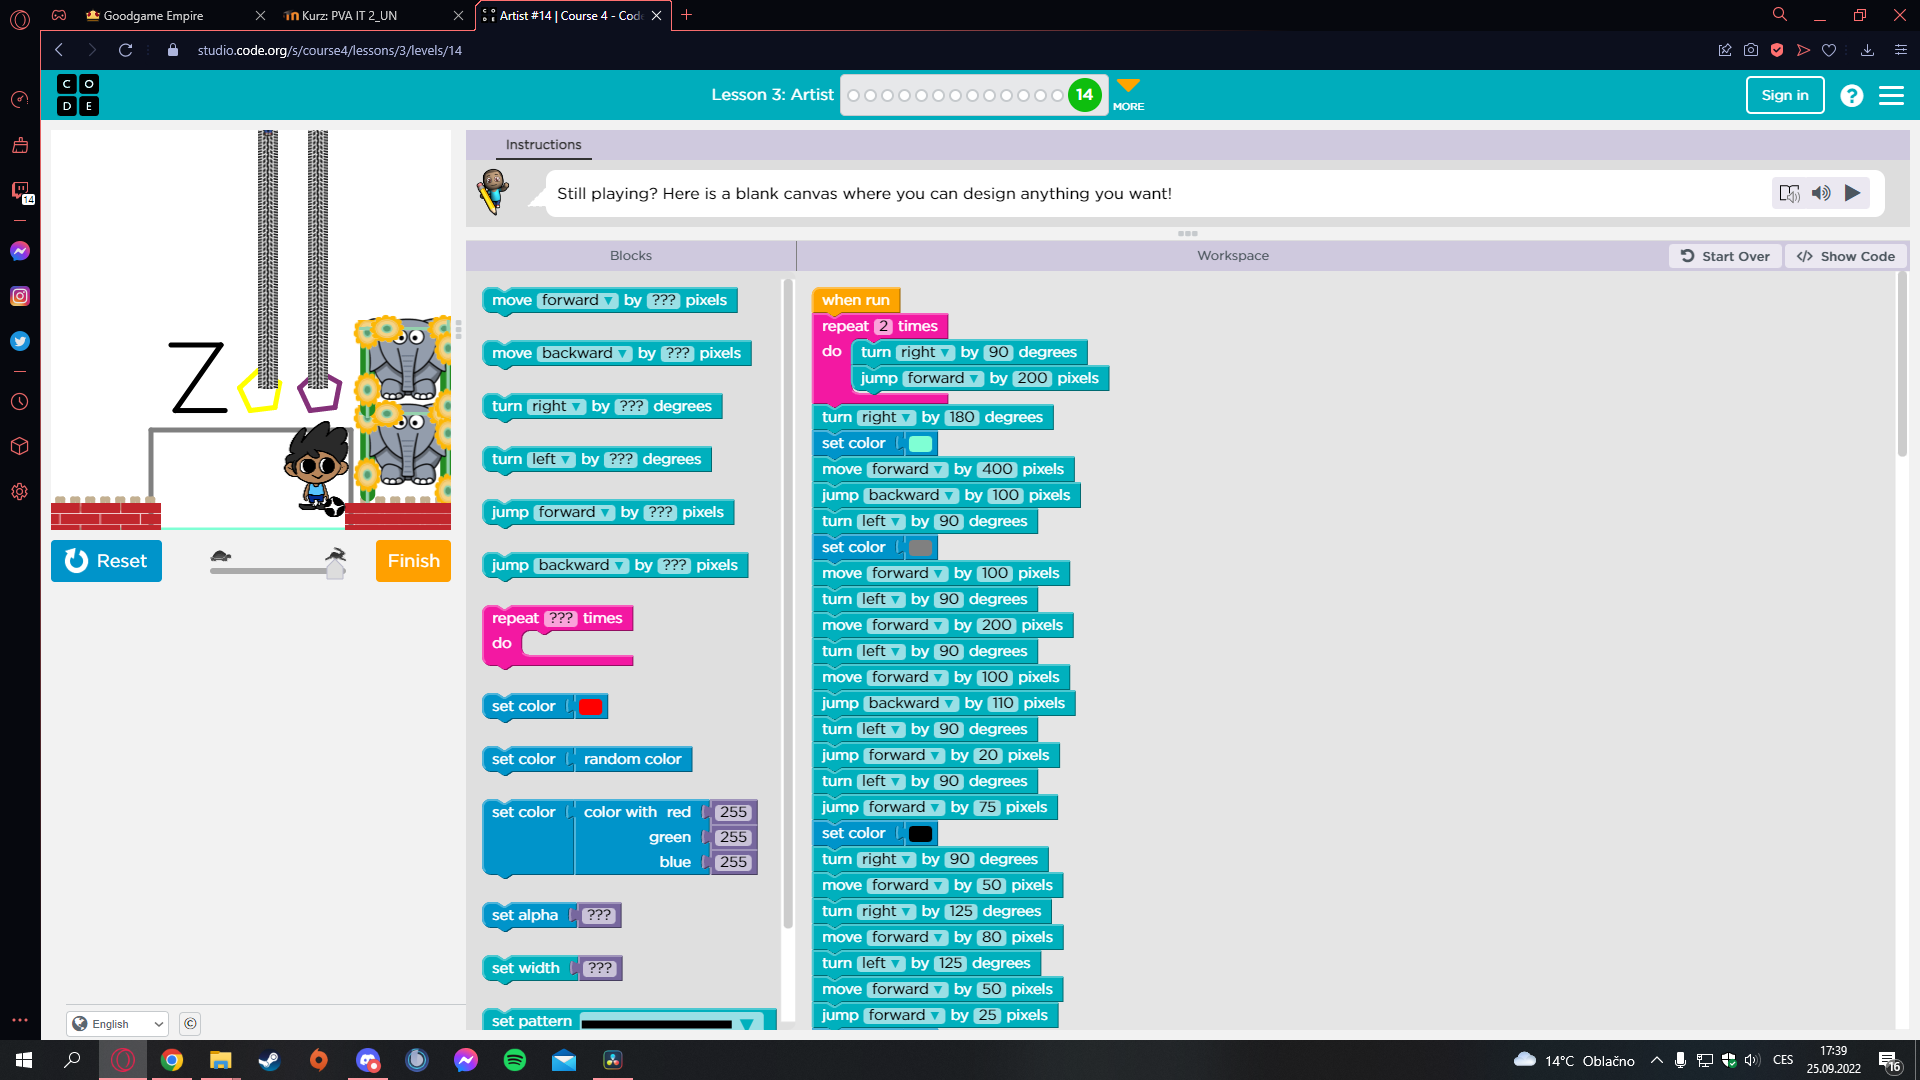 Goodgame Empire
Kurz: PVA IT 2_UN
Artist #14 | Course 4 - Code
studio.code.org/s/course4/lessons/3/levels/14
C O
D E
Lesson 3: Artist
14
MORE
Sign in
?
14
Instructions
Still playing? Here is a blank canvas where you can design anything you want!
Blocks
Workspace
Start Over
</> Show Code
Z
Reset
Finish
move forward by ??? pixels
move backward by ??? pixels
turn right by ??? degrees
turn left by ??? degrees
jump forward by ??? pixels
jump backward by ??? pixels
repeat ??? times
do
set color
set color random color
set color color with red 255
green 255
blue 255
set alpha ???
set width ???
set pattern
when run
repeat 2 times
do turn right by 90 degrees
jump forward by 200 pixels
turn right by 180 degrees
set color
move forward by 400 pixels
jump backward by 100 pixels
turn left by 90 degrees
set color
move forward by 100 pixels
turn left by 90 degrees
move forward by 200 pixels
turn left by 90 degrees
move forward by 100 pixels
jump backward by 110 pixels
turn left by 90 degrees
jump forward by 20 pixels
turn left by 90 degrees
jump forward by 75 pixels
set color
turn right by 90 degrees
move forward by 50 pixels
turn right by 125 degrees
move forward by 80 pixels
turn left by 125 degrees
move forward by 50 pixels
jump forward by 25 pixels
English
©
14°C Oblačno
CES
17:39
25.09.2022
16